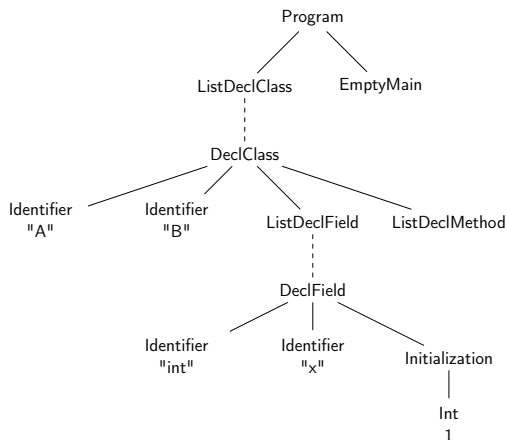 Program
ListDeclClass
EmptyMain
DeclClass
Identifier
"A"
Identifier
"B"
ListDeclField
ListDeclMethod
DeclField
Identifier
"int"
Identifier
"x"
Initialization
Int
1